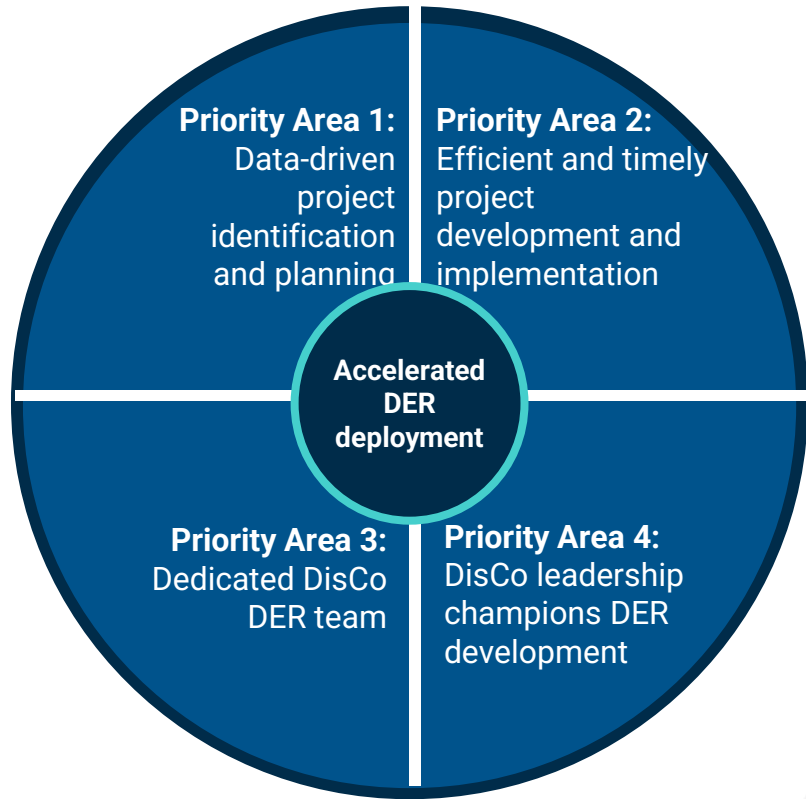 Priority Area 1:
Data-driven
project
identification
and planning
Priority Area 2:
Efficient and timely
project
development and
implementation
Accelerated
DER
deployment
Priority Area 3:
Dedicated DisCo
DER team
Priority Area 4:
DisCo leadership
champions DER
development